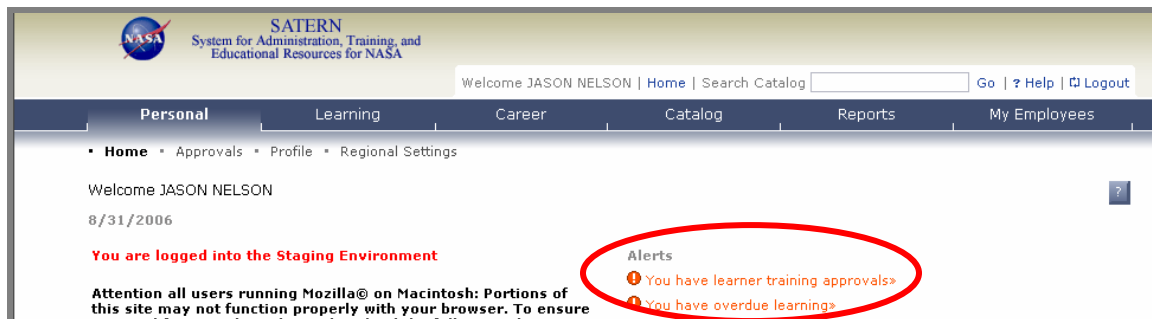 NASA
SATERN
System for Administration, Training, and
Educational Resources for NASA
Welcome JASON NELSON | Home | Search Catalog Go | ? Help | Logout
Personal Learning Career Catalog Reports My Employees
Home Approvals Profile Regional Settings
Welcome JASON NELSON
?
8/31/2006
You are logged into the Staging Environment
Attention all users running Mozilla® on Macintosh: Portions of
this site may not function properly with your browser. To ensure
Alerts
You have learner training approvals»
You have overdue learning»